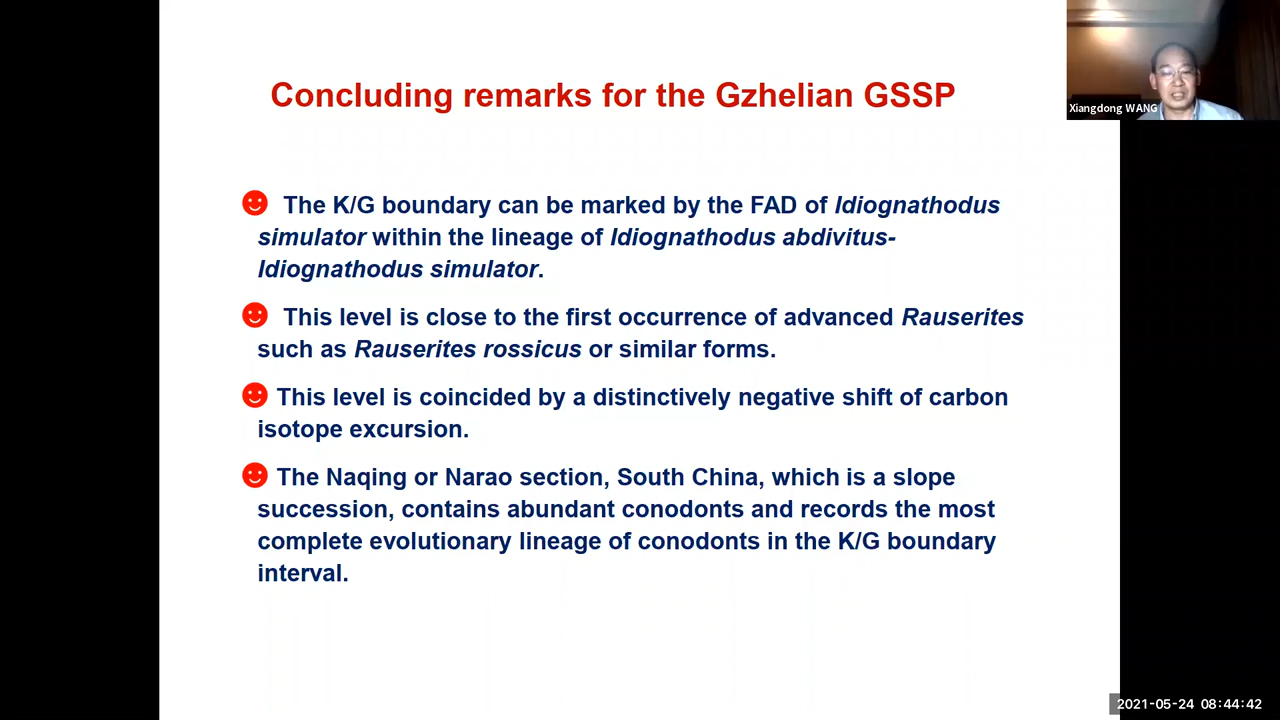 Concluding remarks for the Gzhelian GSSP
Xiangdong WANG
The K/G boundary can be marked by the FAD of Idiognathodus
simulator within the lineage of Idiognathodus abdivitus-
Idiognathodus simulator.
This level is close to the first occurrence of advanced Rauserites
such as Rauserites rossicus or similar forms.
This level is coincided by a distinctively negative shift of carbon
isotope excursion.
The Naqing or Narao section, South China, which is a slope
succession, contains abundant conodonts and records the most
complete evolutionary lineage of conodonts in the K/G boundary
interval.
2021-05-24 08:44:42